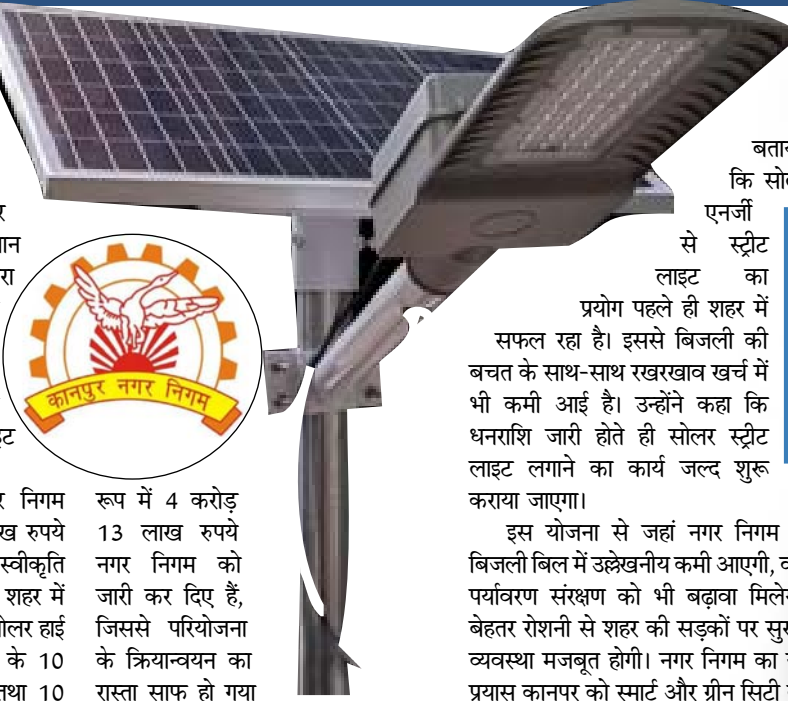 र
ान
रा
कानपुर नगर निगम
इट
र निगम
ख रुपये
स्वीकृति
शहर में
ोलर हाई
के 10
तथा 10
रूप में 4 करोड़
13 लाख रुपये
नगर निगम को
जारी कर दिए हैं,
जिससे परियोजना
के क्रियान्वयन का
रास्ता साफ हो गया
बताय
कि सोल
एनर्जी
से स्ट्रीट
लाइट का
प्रयोग पहले ही शहर में
सफल रहा है। इससे बिजली की
बचत के साथ-साथ रखरखाव खर्च में
भी कमी आई है। उन्होंने कहा कि
धनराशि जारी होते ही सोलर स्ट्रीट
लाइट लगाने का कार्य जल्द शुरू
कराया जाएगा।
इस योजना से जहां नगर निगम
बिजली बिल में उल्लेखनीय कमी आएगी, व
पर्यावरण संरक्षण को भी बढ़ावा मिले
बेहतर रोशनी से शहर की सड़कों पर सुर
व्यवस्था मजबूत होगी। नगर निगम का
प्रयास कानपुर को स्मार्ट और ग्रीन सिटी